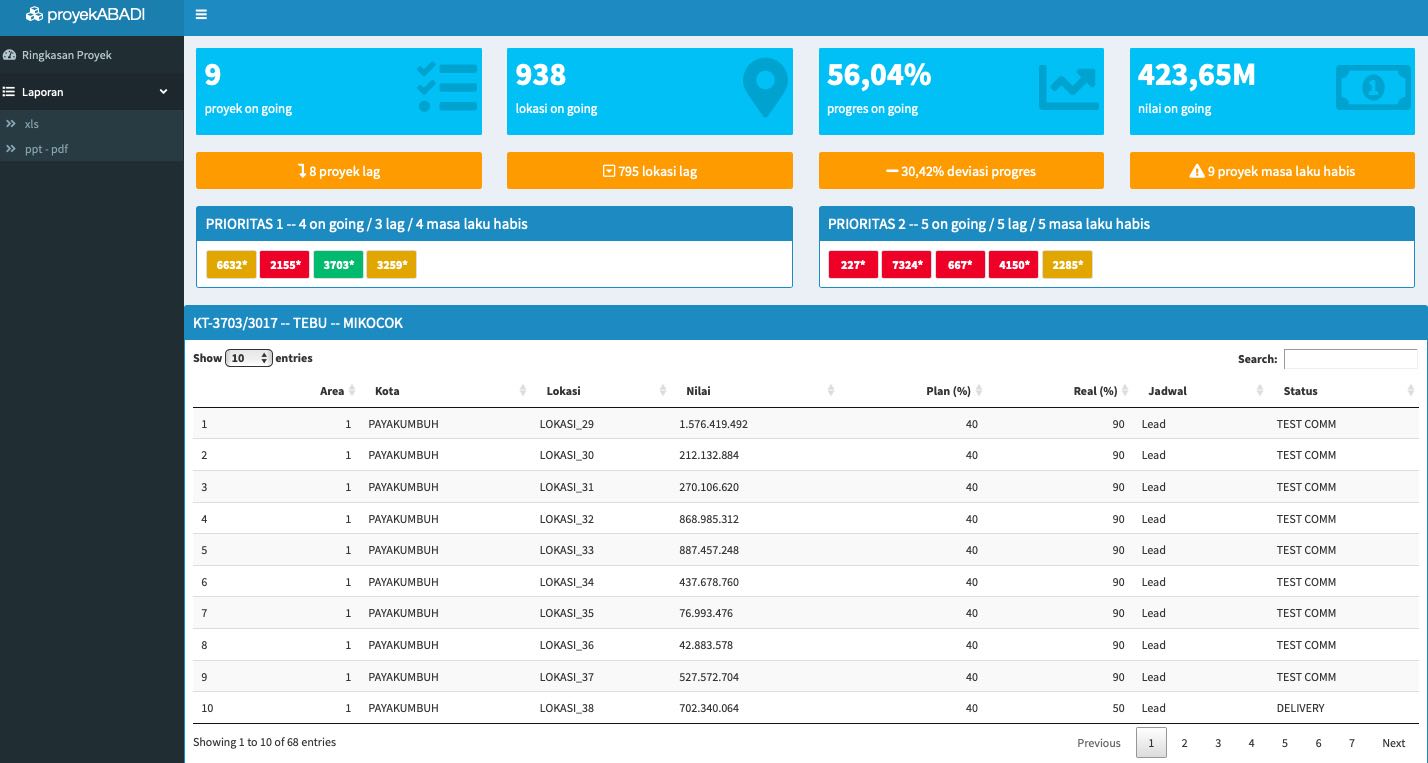 proyekABADI
Ringkasan Proyek
Laporan
xls
ppt - pdf
9
proyek on going
938
lokasi on going
56,04%
progres on going
423,65M
nilai on going
8 proyek lag
795 lokasi lag
30,42% deviasi progres
9 proyek masa laku habis
PRIORITAS 1 -- 4 on going / 3 lag / 4 masa laku habis
6632* 2155* 3703* 3259*
PRIORITAS 2 -- 5 on going / 5 lag / 5 masa laku habis
227* 7324* 667* 4150* 2285*
KT-3703/3017 -- TEBU -- MIKOCOK
Show 10 entries
Search:
Area Kota Lokasi Nilai Plan (%) Real (%) Jadwal Status
1 1 PAYAKUMBUH LOKASI_29 1.576.419.492 40 90 Lead TEST COMM
2 1 PAYAKUMBUH LOKASI_30 212.132.884 40 90 Lead TEST COMM
3 1 PAYAKUMBUH LOKASI_31 270.106.620 40 90 Lead TEST COMM
4 1 PAYAKUMBUH LOKASI_32 868.985.312 40 90 Lead TEST COMM
5 1 PAYAKUMBUH LOKASI_33 887.457.248 40 90 Lead TEST COMM
6 1 PAYAKUMBUH LOKASI_34 437.678.760 40 90 Lead TEST COMM
7 1 PAYAKUMBUH LOKASI_35 76.993.476 40 90 Lead TEST COMM
8 1 PAYAKUMBUH LOKASI_36 42.883.578 40 90 Lead TEST COMM
9 1 PAYAKUMBUH LOKASI_37 527.572.704 40 90 Lead TEST COMM
10 1 PAYAKUMBUH LOKASI_38 702.340.064 40 50 Lead DELIVERY
Showing 1 to 10 of 68 entries
Previous 1 2 3 4 5 6 7 Next